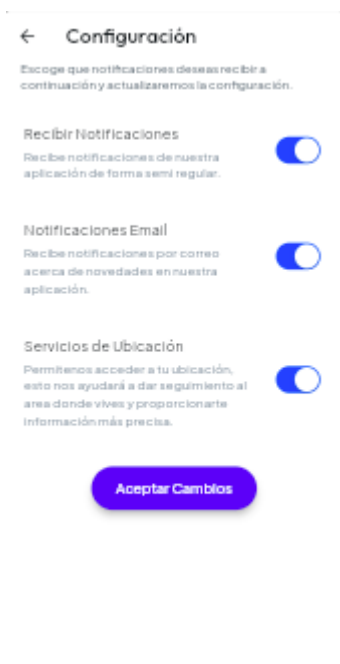 Configuración
Escoge que notificaciones deseas recibir a
continuación y actualizaremos la configuración.
Recibir Notificaciones
Recibe notificaciones de nuestra
aplicación de forma semi regular.
Notificaciones Email
Recibe notificaciones por correo
acerca de novedades en nuestra
aplicación.
Servicios de Ubicación
Permitenos acceder a tu ubicación,
esto nos ayudará a dar seguimiento al
area donde vives y proporcionarte
información más precisa.
Aceptar Cambios